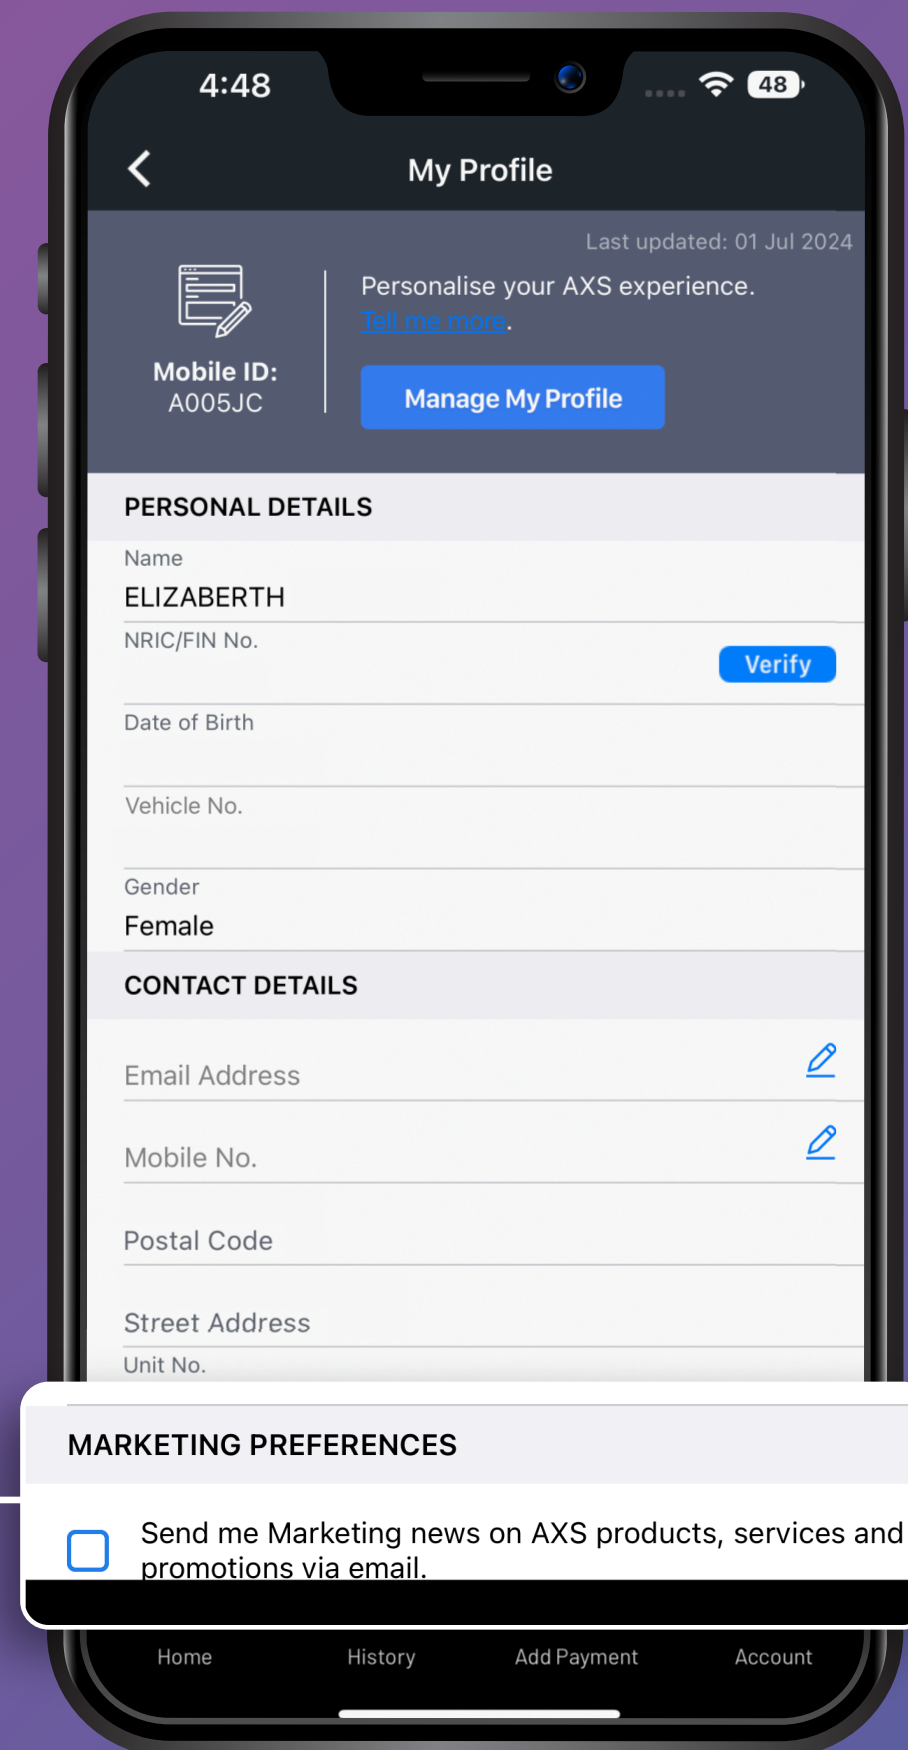 4:48
48
My Profile
Last updated: 01 Jul 2024
Personalise your AXS experience.
Tell me more.
Mobile ID:
A005JC
Manage My Profile
PERSONAL DETAILS
Name
ELIZABERTH
NRIC/FIN No.
Verify
Date of Birth
Vehicle No.
Gender
Female
CONTACT DETAILS
Email Address
Mobile No.
Postal Code
Street Address
Unit No.
MARKETING PREFERENCES
Send me Marketing news on AXS products, services and
promotions via email.
Home History Add Payment Account